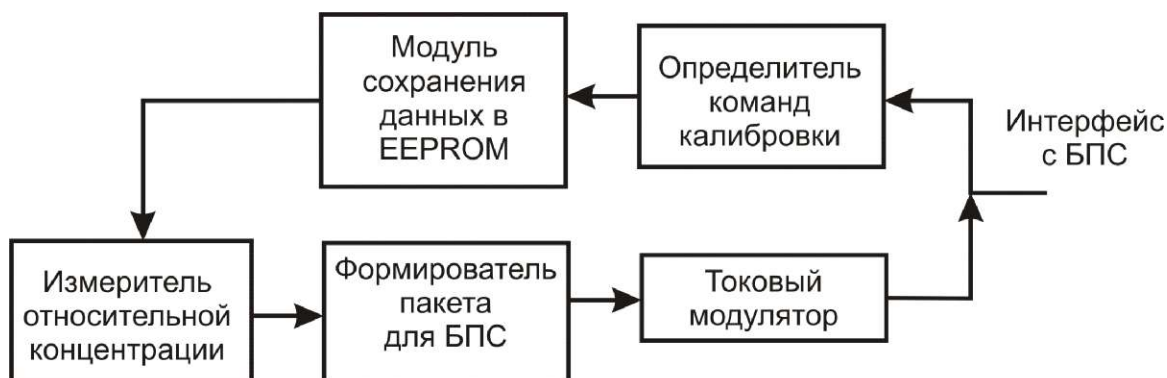 Модуль
сохранения
данных в
EEPROM
Определитель
команд
калибровки
Интерфейс
с БПС
Измеритель
относительной
концентрации
Формирователь
пакета
для БПС
Токовый
модулятор